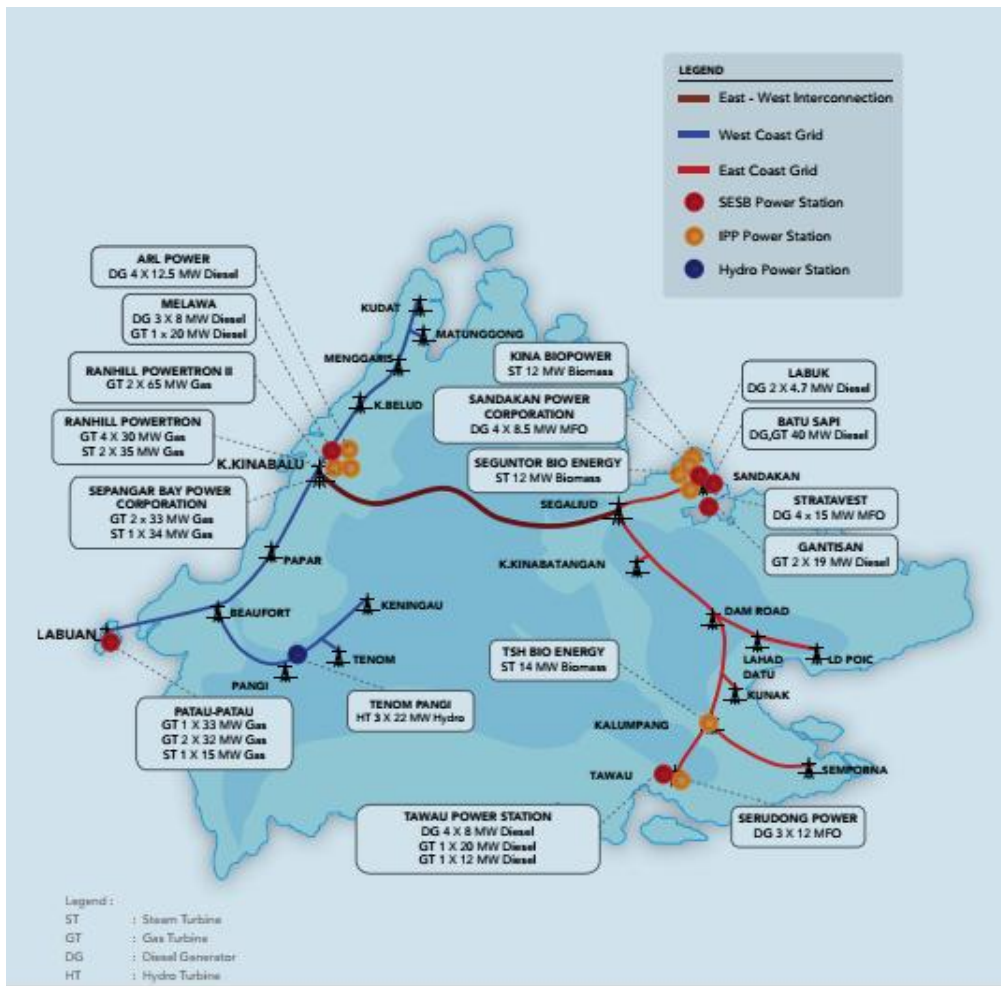 LEGEND
East - West Interconnection
West Coast Grid
East Coast Grid
SESB Power Station
IPP Power Station
Hydro Power Station
ARL POWER
DG 4 X 12.5 MW Diesel
MELAWA
DG 3 X 8 MW Diesel
GT 1 x 20 MW Diesel
RANHILL POWERTRON II
GT 2 X 65 MW Gas
RANHILL POWERTRON
GT 4 X 30 MW Gas
ST 2 X 35 MW Gas
K.KINABALU
SEPANGAR BAY POWER
CORPORATION
GT 2 x 33 MW Gas
ST 1 X 34 MW Gas
KUDAT
MATUNGGONG
MENGGARIS
K.BELUD
KINA BIOPOWER
ST 12 MW Biomass
SANDAKAN POWER
CORPORATION
DG 4 X 8.5 MW MFO
SEGUNTOR BIO ENERGY
ST 12 MW Biomass
LABUK
DG 2 X 4.7 MW Diesel
BATU SAPI
DG,GT 40 MW Diesel
SANDAKAN
STRATAVEST
DG 4 x 15 MW MFO
GANTISAN
GT 2 X 19 MW Diesel
SEGALIUD
K.KINABATANGAN
PAPAR
BEAUFORT
KENINGAU
LABUAN
TENOM
PANGI
DAM ROAD
LAHAD
DATU
LD POIC
KUNAK
TSH BIO ENERGY
ST 14 MW Biomass
TENOM PANGI
HT 3 X 22 MW Hydro
PATAU-PATAU
GT 1 X 33 MW Gas
GT 2 X 32 MW Gas
ST 1 X 15 MW Gas
KALUMPANG
TAWAU
SEMPORNA
TAWAU POWER STATION
DG 4 X 8 MW Diesel
GT 1 X 20 MW Diesel
GT 1 X 12 MW Diesel
SERUDONG POWER
DG 3 X 12 MFO
Legend :
ST : Steam Turbine
GT : Gas Turbine
DG : Diesel Generator
HT : Hydro Turbine